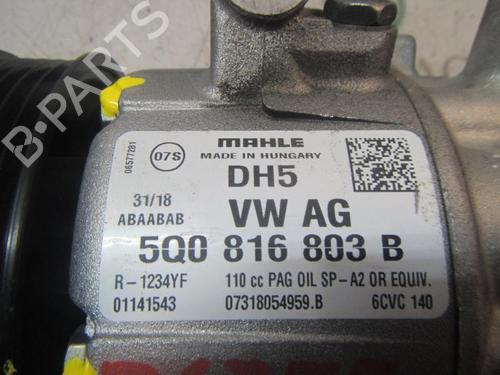 B-PARTS
06577281
07S
MAHLE
MADE IN HUNGARY
DH5
31/18
ABAABAB
VW AG
5Q0 816 803 B
R-1234YF
110 cc PAG OIL SP-A2 OR EQUIV.
01141543
07318054959.B
6CVC 140